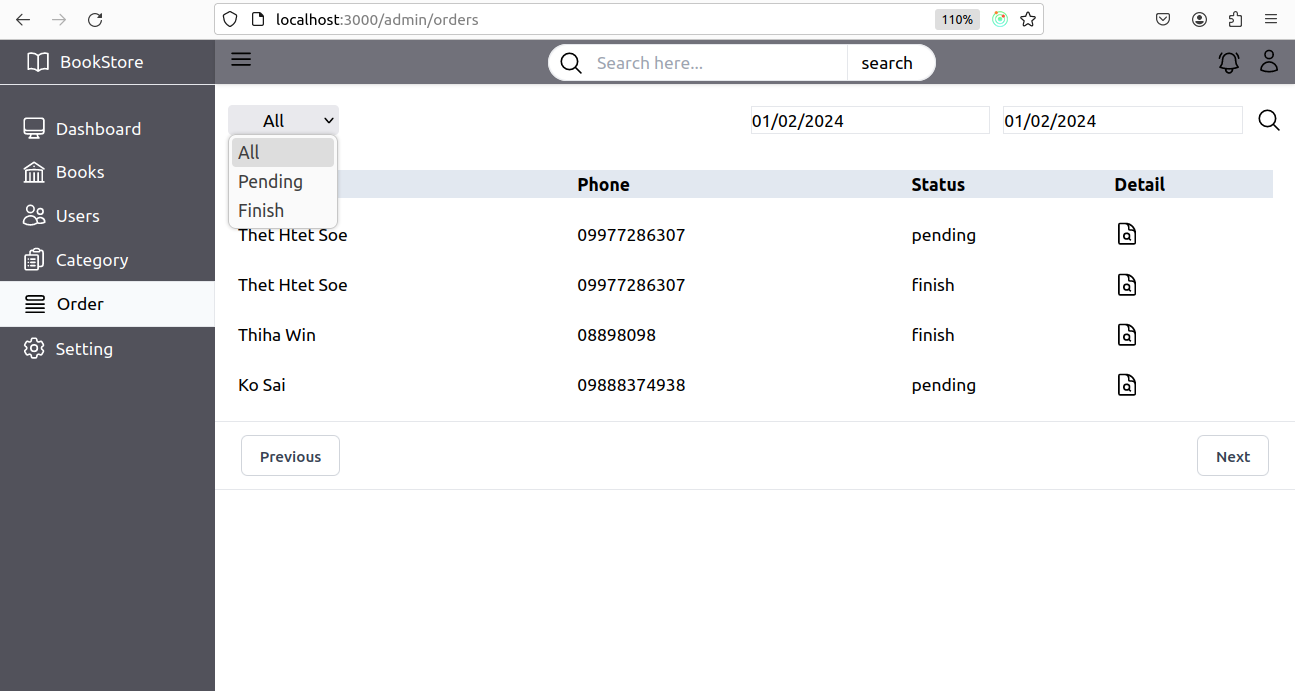 localhost:3000/admin/orders 110%
BookStore
Search here... search
Dashboard
Books
Users
Category
Order
Setting
All 01/02/2024 01/02/2024
All
Pending
Finish
Phone Status Detail
Thet Htet Soe 09977286307 pending
Thet Htet Soe 09977286307 finish
Thiha Win 08898098 finish
Ko Sai 09888374938 pending
Previous Next